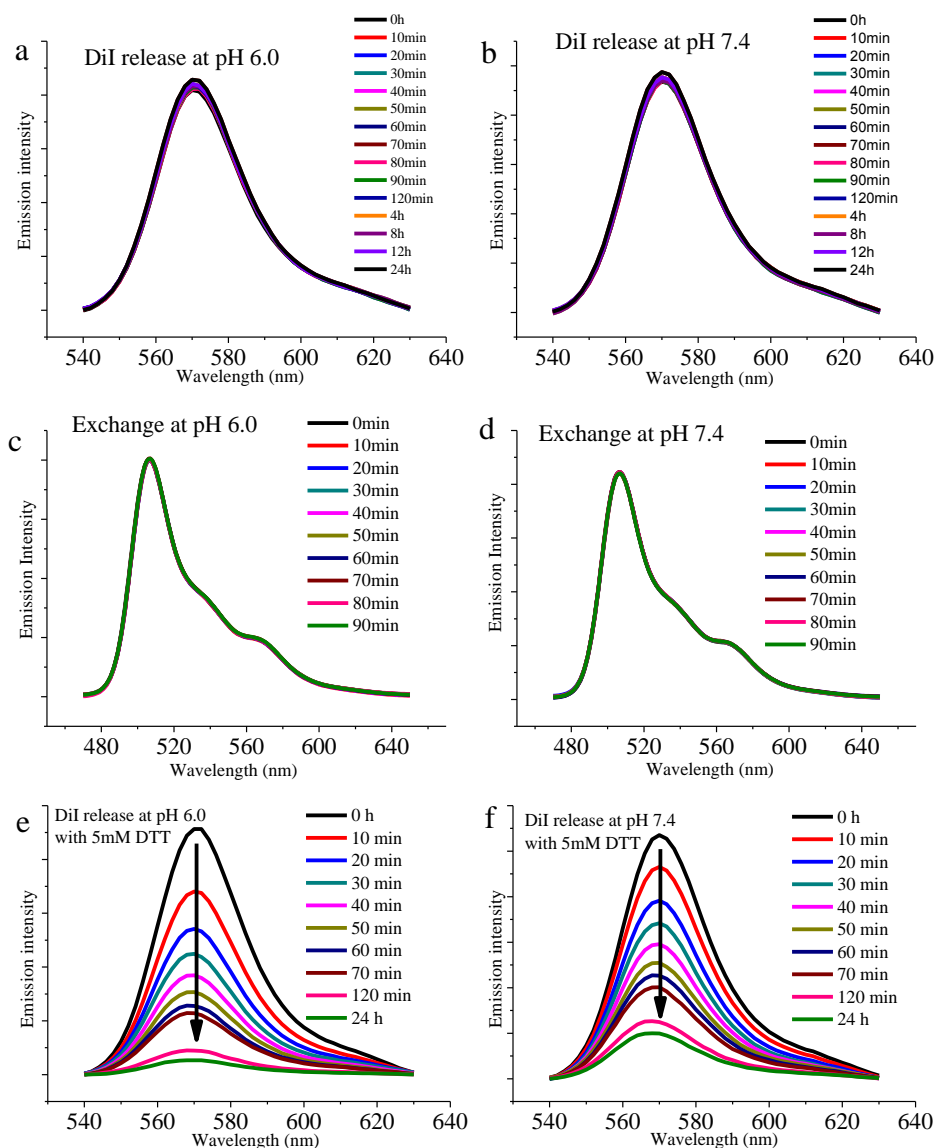 a
DiI release at pH 6.0
0h
10min
20min
30min
40min
50min
60min
70min
80min
90min
120min
4h
8h
12h
24h
Emission intensity
540 560 580 600 620 640
Wavelength (nm)
b
DiI release at pH 7.4
0h
10min
20min
30min
40min
50min
60min
70min
80min
90min
120min
4h
8h
12h
24h
Emission intensity
540 560 580 600 620 640
Wavelength (nm)
c
Exchange at pH 6.0
0min
10min
20min
30min
40min
50min
60min
70min
80min
90min
Emission Intensity
480 520 560 600 640
Wavelength (nm)
d
Exchange at pH 7.4
0min
10min
20min
30min
40min
50min
60min
70min
80min
90min
Emission Intensity
480 520 560 600 640
Wavelength (nm)
e
DiI release at pH 6.0
with 5mM DTT
0 h
10 min
20 min
30 min
40 min
50 min
60 min
70 min
120 min
24 h
Emission intensity
540 560 580 600 620 640
Wavelength (nm)
f
DiI release at pH 7.4
with 5mM DTT
0 h
10 min
20 min
30 min
40 min
50 min
60 min
70 min
120 min
24 h
Emission intensity
540 560 580 600 620 640
Wavelength (nm)